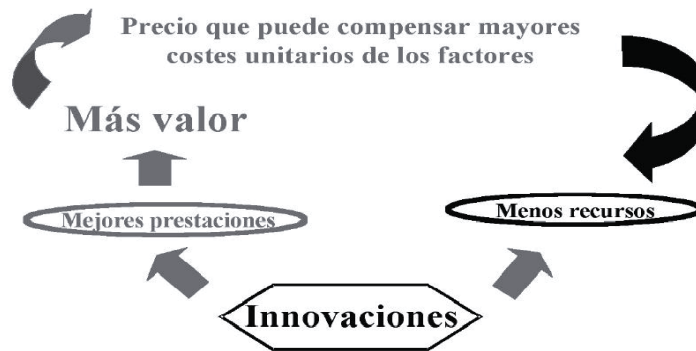 Precio que puede compensar mayores
costes unitarios de los factores
Más valor
Mejores prestaciones
Menos recursos
Innovaciones